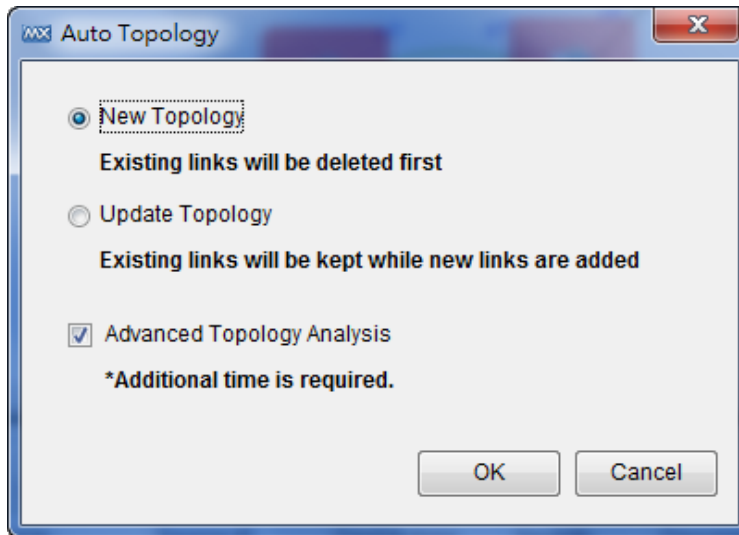 MX Auto Topology
New Topology
Existing links will be deleted first
Update Topology
Existing links will be kept while new links are added
Advanced Topology Analysis
*Additional time is required.
OK Cancel